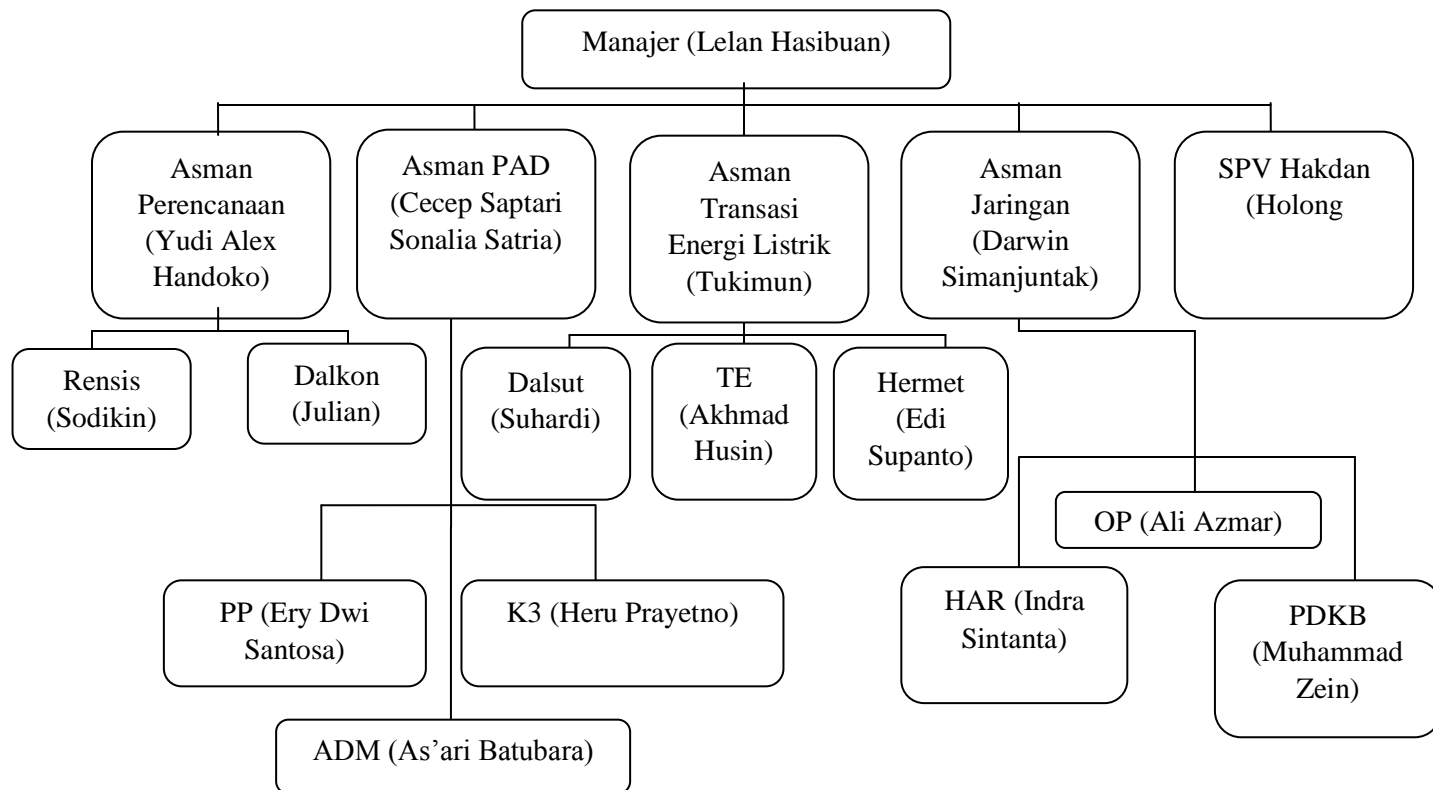 Manajer (Lelan Hasibuan)
Asman
Perencanaan
(Yudi Alex
Handoko)
Asman PAD
(Cecep Saptari
Sonalia Satria)
Asman
Transasi
Energi Listrik
(Tukimun)
Asman
Jaringan
(Darwin
Simanjuntak)
SPV Hakdan
(Holong
Rensis
(Sodikin)
Dalkon
(Julian)
Dalsut
(Suhardi)
TE
(Akhmad
Husin)
Hermet
(Edi
Supanto)
OP (Ali Azmar)
PP (Ery Dwi
Santosa)
K3 (Heru Prayetno)
HAR (Indra
Sintanta)
PDKB
(Muhammad
Zein)
ADM (As’ari Batubara)